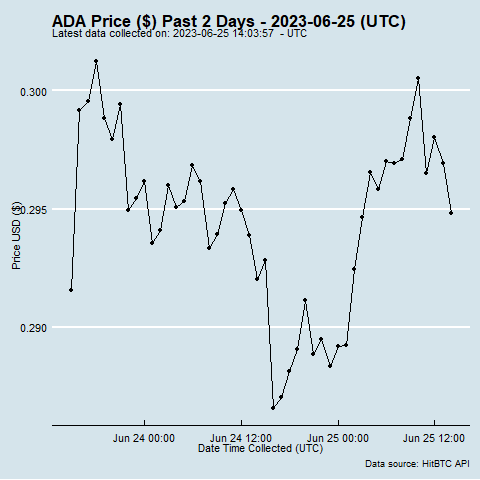 ADA Price ($) Past 2 Days - 2023-06-25 (UTC)
Latest data collected on: 2023-06-25 14:03:57  - UTC
0.300
0.295
0.290
Price USD ($)
Jun 24 00:00
Jun 24 12:00
Jun 25 00:00
Jun 25 12:00
Date Time Collected (UTC)
Data source: HitBTC API